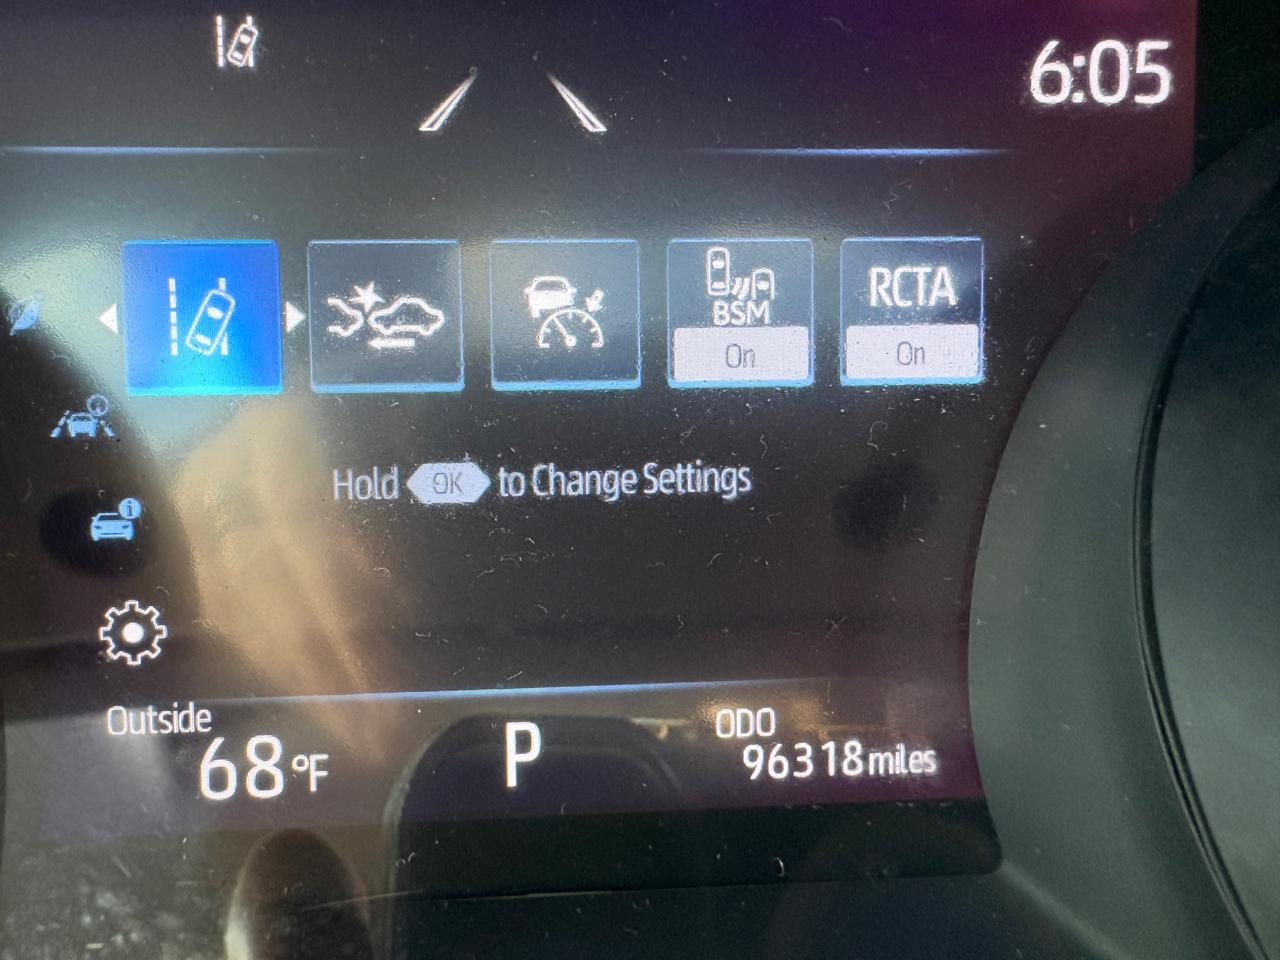 6:05
BSM
On
RCTA
On
Hold OK to Change Settings
Outside
68°F
P
ODO
96318 miles